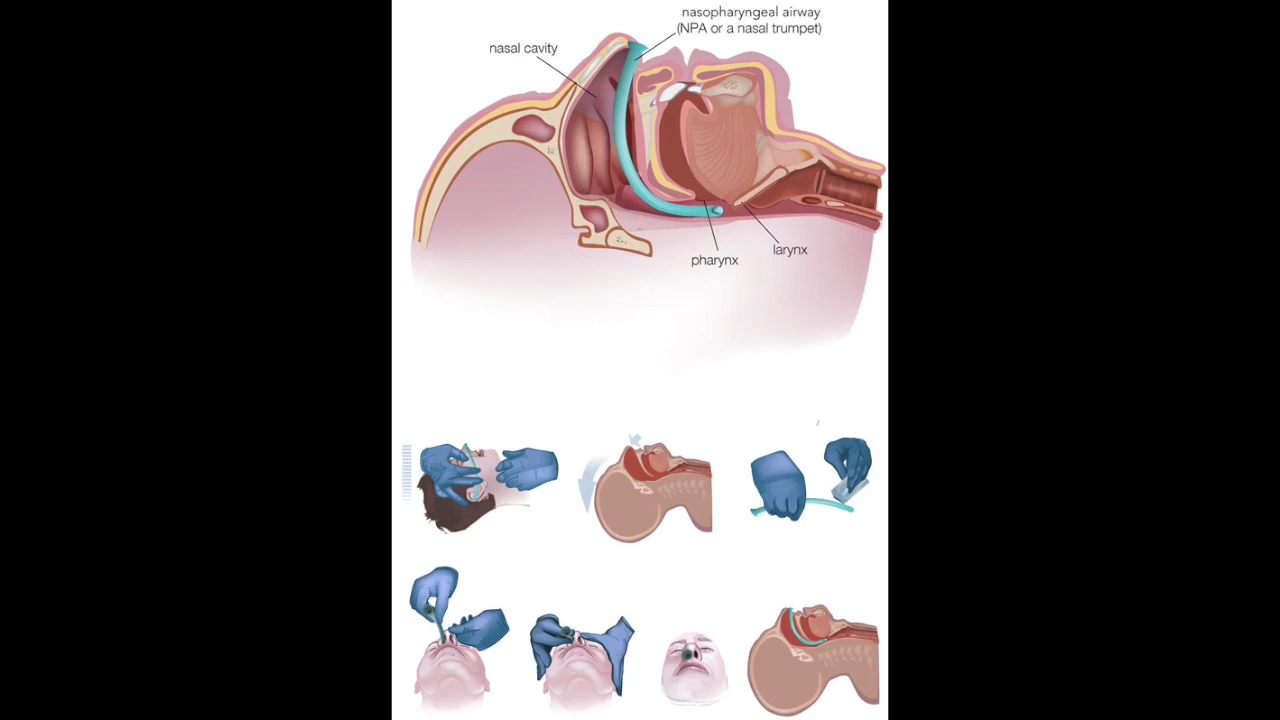 nasopharyngeal airway
(NPA or a nasal trumpet)
nasal cavity
larynx
pharynx